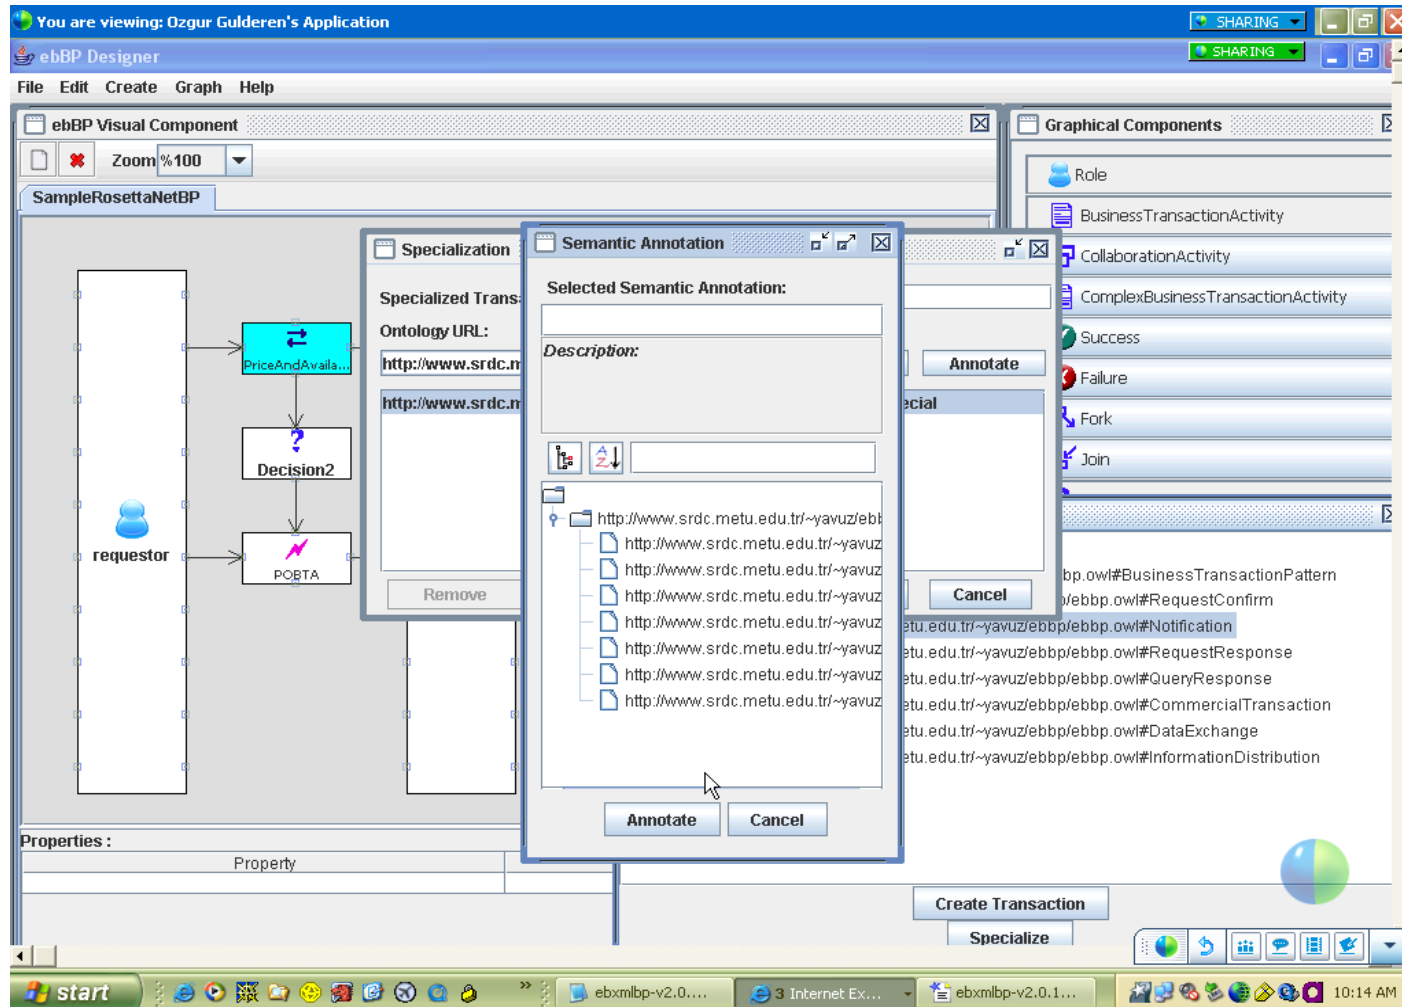 You are viewing: Ozgur Gulderen's Application
SHARING
ebBP Designer
SHARING
File Edit Create Graph Help
ebBP Visual Component
Zoom %100
SampleRosettaNetBP
PriceAndAvaila...
Decision2
POBTA
requestor
Properties :
Property
Specialization
Specialized Trans
Ontology URL:
http://www.srdc.m
Annotate
http://www.srdc.m
ecial
Remove
Cancel
Semantic Annotation
Selected Semantic Annotation:
Description:
http://www.srdc.metu.edu.tr/~yavuz/ebb
http://www.srdc.metu.edu.tr/~yavuz
http://www.srdc.metu.edu.tr/~yavuz
http://www.srdc.metu.edu.tr/~yavuz
http://www.srdc.metu.edu.tr/~yavuz
http://www.srdc.metu.edu.tr/~yavuz
http://www.srdc.metu.edu.tr/~yavuz
http://www.srdc.metu.edu.tr/~yavuz
Annotate Cancel
Graphical Components
Role
BusinessTransactionActivity
CollaborationActivity
ComplexBusinessTransactionActivity
Success
Failure
Fork
Join
bp.owl#BusinessTransactionPattern
/ebbp.owl#RequestConfirm
etu.edu.tr/~yavuz/ebbp/ebbp.owl#Notification
etu.edu.tr/~yavuz/ebbp/ebbp.owl#RequestResponse
etu.edu.tr/~yavuz/ebbp/ebbp.owl#QueryResponse
etu.edu.tr/~yavuz/ebbp/ebbp.owl#CommercialTransaction
etu.edu.tr/~yavuz/ebbp/ebbp.owl#DataExchange
etu.edu.tr/~yavuz/ebbp/ebbp.owl#InformationDistribution
Create Transaction
Specialize
start
ebxmlbp-v2.0....
3 Internet Ex...
ebxmlbp-v2.0.1...
10:14 AM